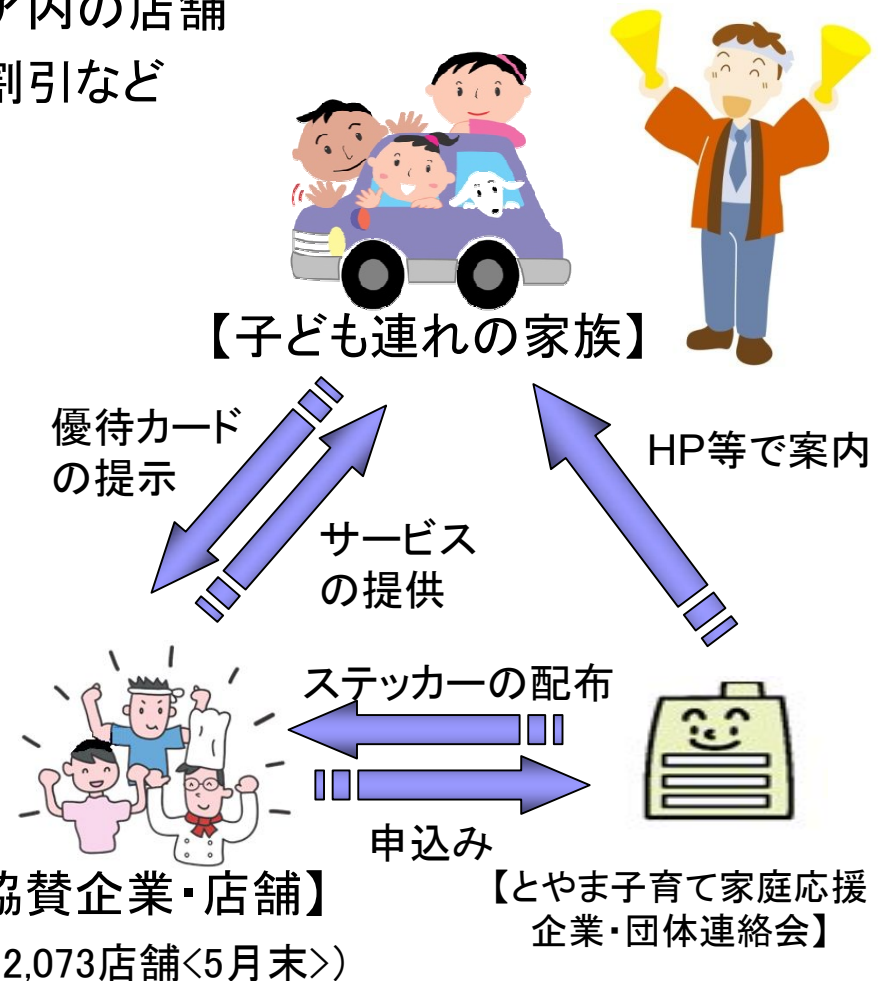 ア内の店舗
割引など
【子ども連れの家族】
優待カード
の提示
HP等で案内
サービス
の提供
ステッカーの配布
申込み
協賛企業・店舗】
【とやま子育て家庭応援
企業・団体連絡会】
2,073店舗<5月末>)